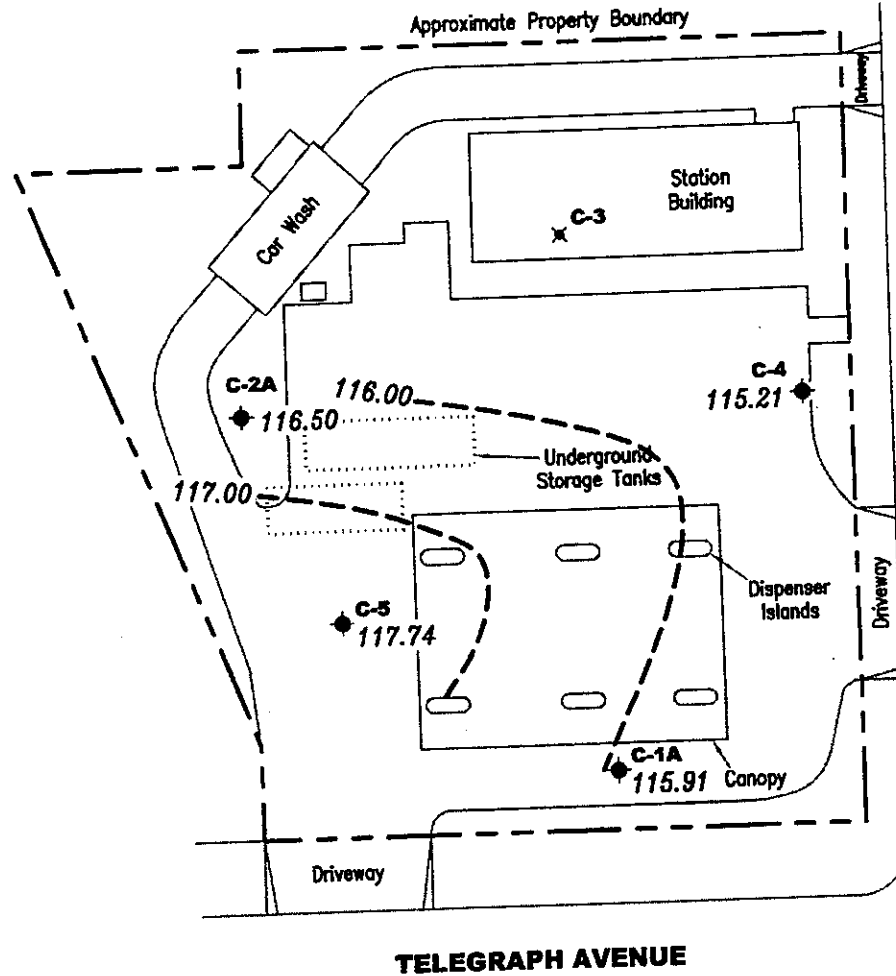 Approximate Property Boundary
Driveway
Station
Building
C-3
Car Wash
C-2A
116.50
116.00
C-4
115.21
Underground
Storage Tanks
117.00
Dispenser
Islands
Driveway
C-5
117.74
C-1A
115.91
Canopy
Driveway
TELEGRAPH AVENUE